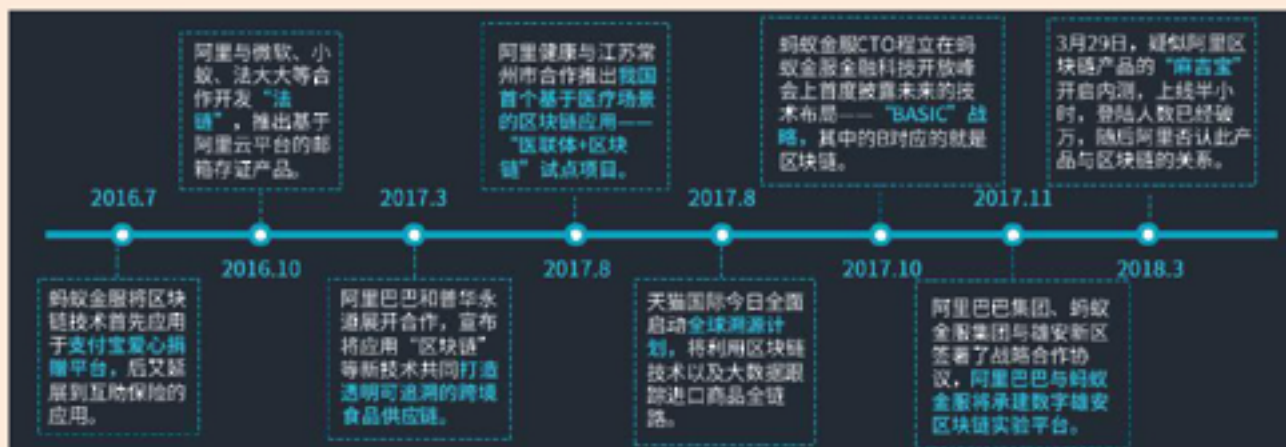 阿里与微软、小
蚁、法大大等合
作开发“法
链”，推出基于
阿里云平台的邮
箱存证产品。
阿里健康与江苏常
州市合作推出我国
首个基于医疗场景
的区块链应用——
“医联体+区块
链”试点项目。
蚂蚁金服CTO程立在蚂
蚁金服金融科技开放峰
会上首度披露未来的技
术布局——“BASIC”战
略，其中的B对应的就是
区块链。
3月29日，疑似阿里区
块链产品的“麻吉宝”
开启内测，上线半小
时，登陆人数已经破
万，随后阿里否认此产
品与区块链的关系。
2016.7
2017.3
2017.8
2017.11
2016.10
2017.8
2017.10
2018.3
蚂蚁金服将区块
链技术首先应用
于支付宝爱心捐
赠平台，后又延
展到互助保险的
应用。
阿里巴巴和普华永
道展开合作，宣布
将应用“区块链”
等新技术共同打造
透明可追溯的跨境
食品供应链。
天猫国际今日全面
启动全球溯源计
划，将利用区块链
技术以及大数据跟
踪进口商品全链
路。
阿里巴巴集团、蚂蚁
金服集团与雄安新区
签署了战略合作协
议，阿里巴巴与蚂蚁
金服将承建数字雄安
区块链实验平台。